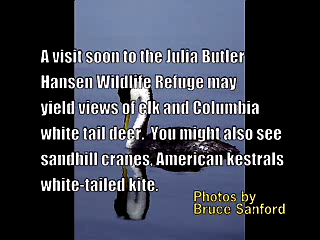 A visit soon to the Julia Butler
Hansen Wildlife Refuge may
yield views of elk and Columbia
white tail deer. You might also see
sandhill cranes, American kestrals
white-tailed kite.
Photos by
Bruce Sanford